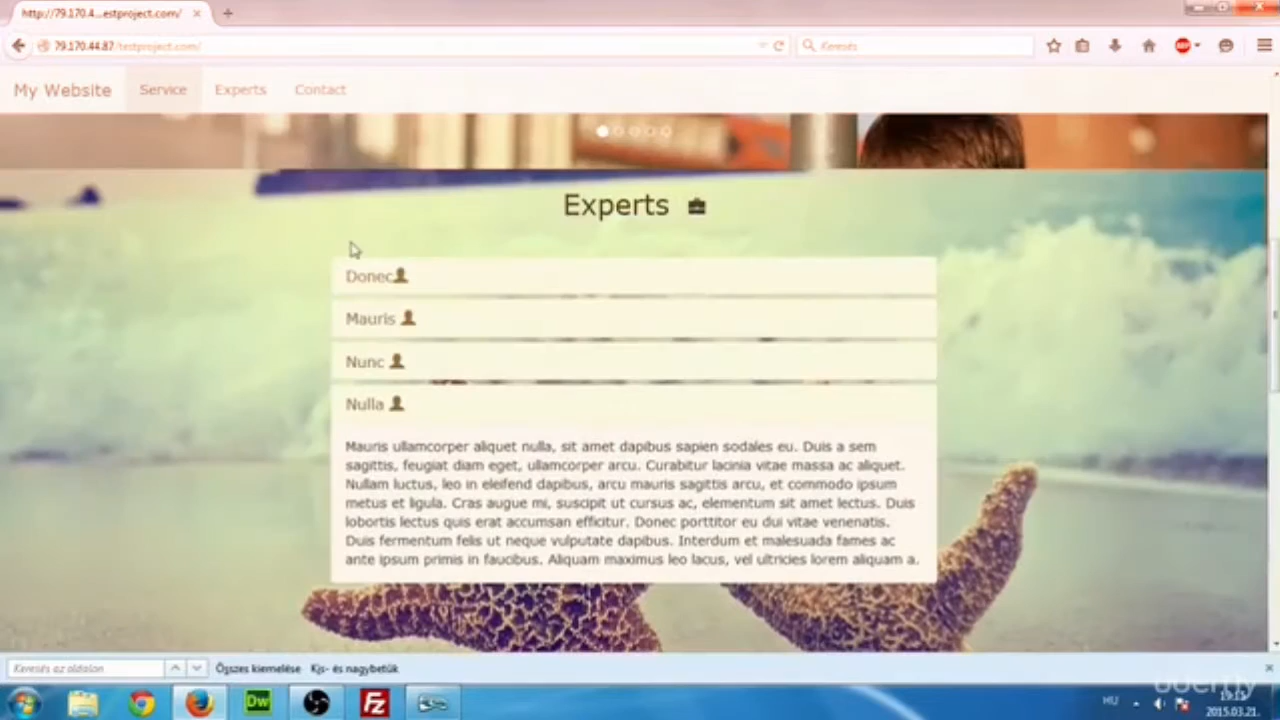 http://79.170.4...estproject.com/
79.170.44.87/testproject.com/
Keresés
My Website
Service
Experts
Contact
Experts
Donec
Mauris
Nunc
Nulla
Mauris ullamcorper aliquet nulla, sit amet dapibus sapien sodales eu. Duis a sem
sagittis, feugiat diam eget, ullamcorper arcu. Curabitur lacinia vitae massa ac aliquet.
Nullam luctus, leo in eleifend dapibus, arcu mauris sagittis arcu, et commodo ipsum
metus et ligula. Cras augue mi, suscipit ut cursus ac, elementum sit amet lectus. Duis
lobortis lectus quis erat accumsan efficitur. Donec porttitor eu dui vitae venenatis.
Duis fermentum felis ut neque vulputate dapibus. Interdum et malesuada fames ac
ante ipsum primis in faucibus. Aliquam maximus leo lacus, vel ultricies lorem aliquam a.
Keresés az oldalon
Összes kiemelése
Kis- és nagybetűk
Dw
FZ
HU
2015.03.21.